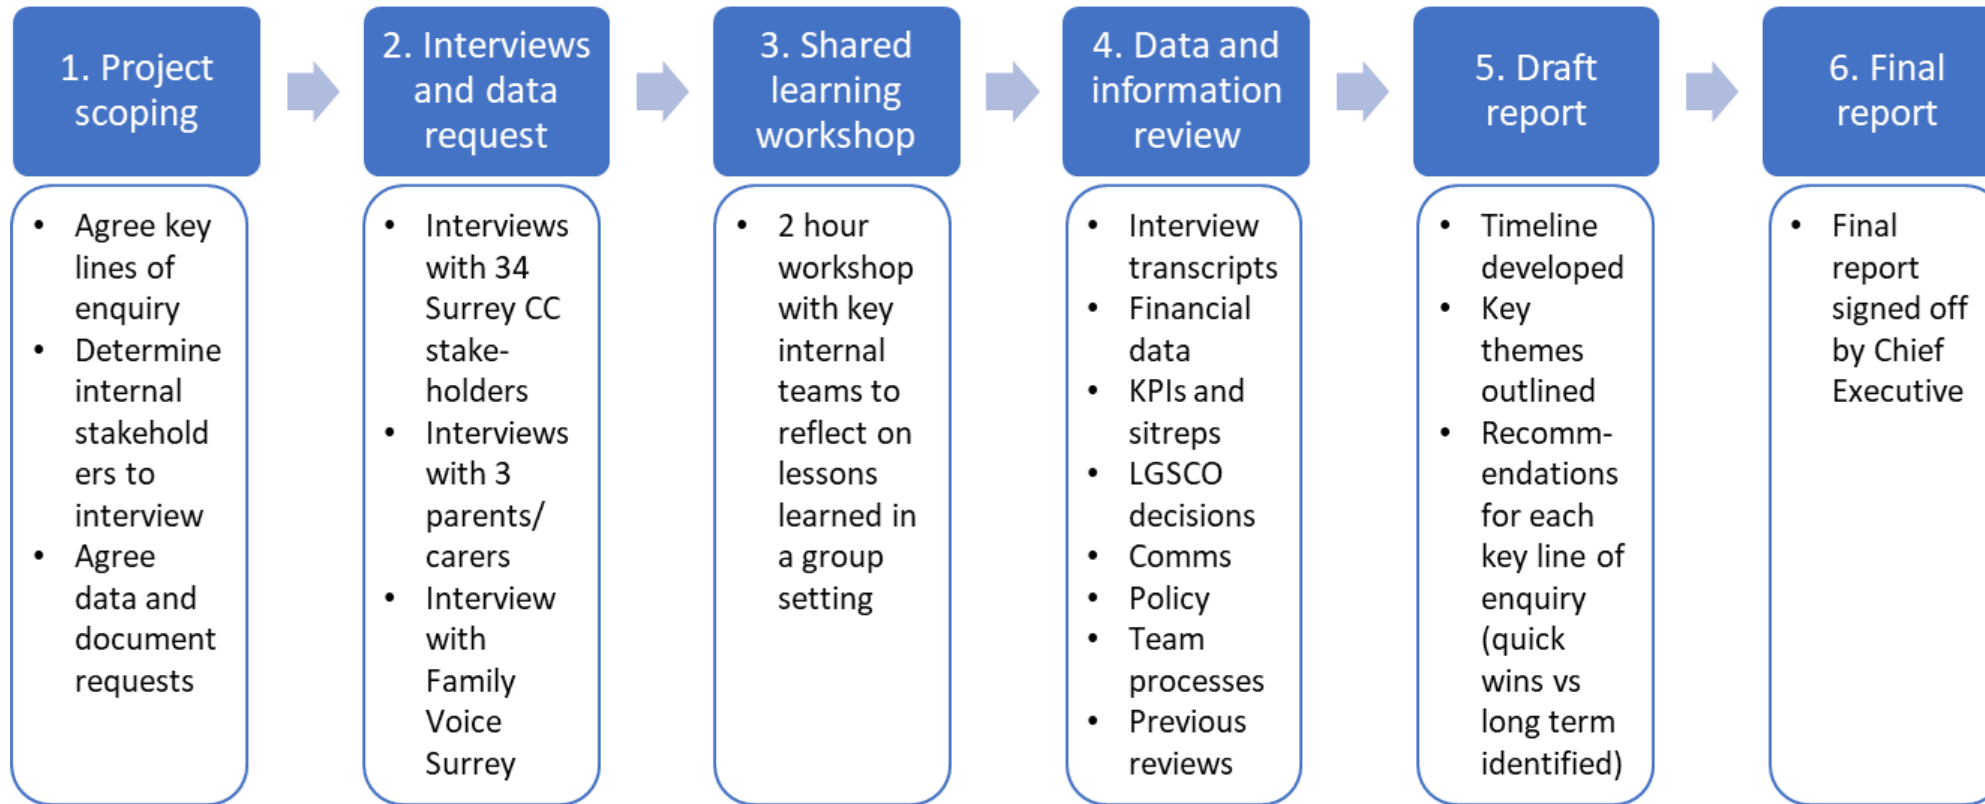 1. Project
scoping
2. Interviews
and data
request
3. Shared
learning
workshop
4. Data and
information
review
5. Draft
report
6. Final
report
• Agree key
lines of
enquiry
• Determine
internal
stakehold
ers to
interview
• Agree
data and
document
requests
• Interviews
with 34
Surrey CC
stake-
holders
• Interviews
with 3
parents/
carers
• Interview
with
Family
Voice
Surrey
• 2 hour
workshop
with key
internal
teams to
reflect on
lessons
learned in
a group
setting
• Interview
transcripts
• Financial
data
• KPIs and
sitreps
• LGSCO
decisions
• Comms
• Policy
• Team
processes
• Previous
reviews
• Timeline
developed
• Key
themes
outlined
• Recomm-
endations
for each
key line of
enquiry
(quick
wins vs
long term
identified)
• Final
report
signed off
by Chief
Executive